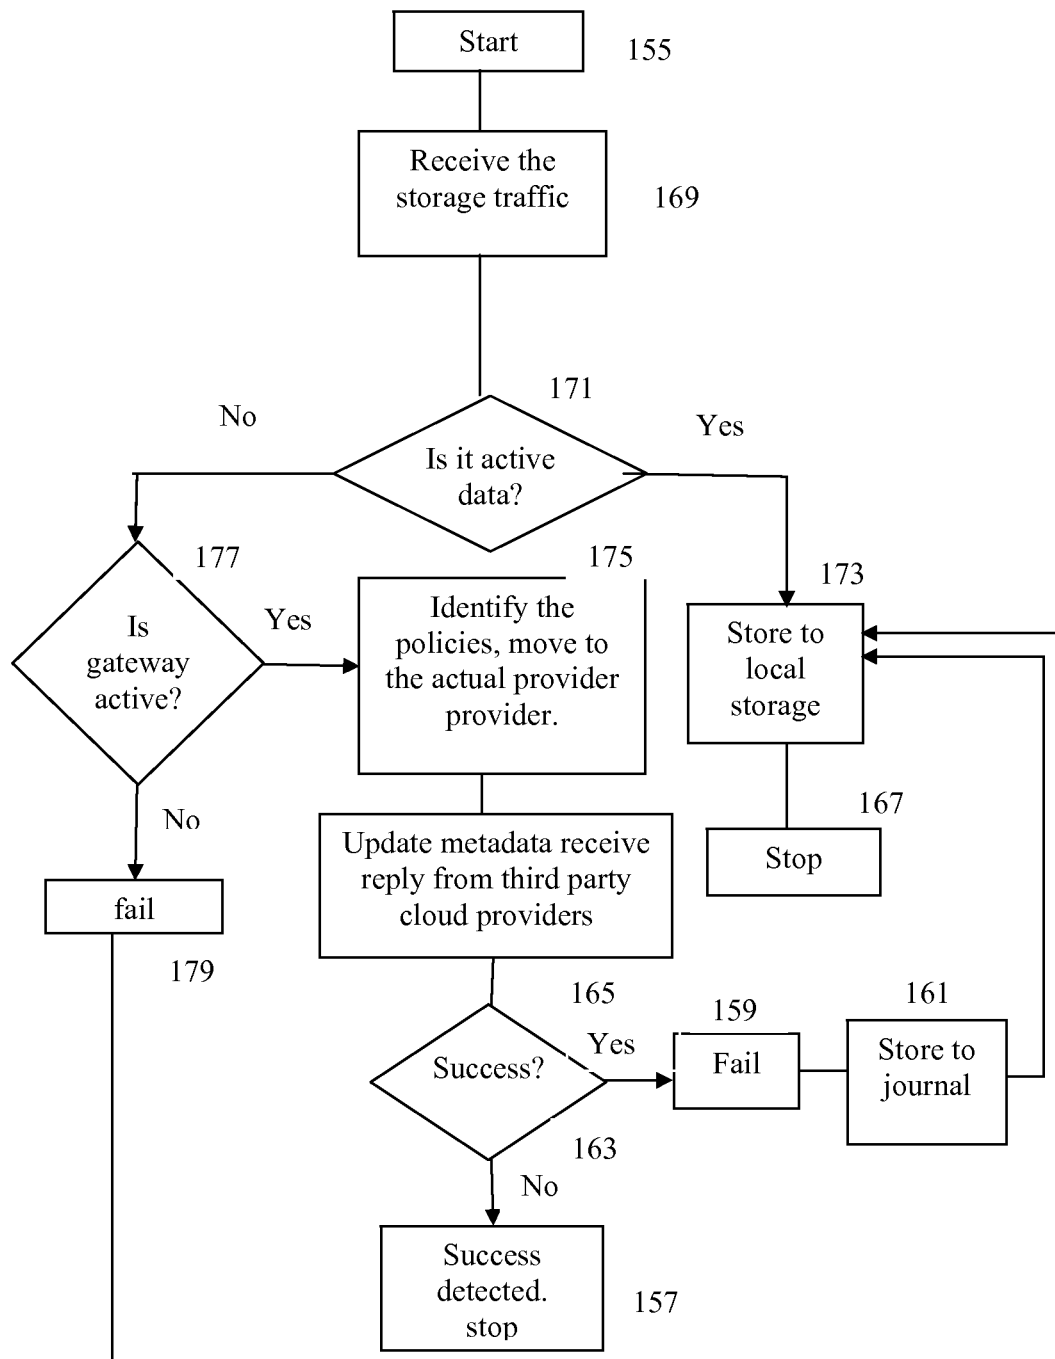 Start
155
Receive the
storage traffic
169
171
No
Yes
Is it active
data?
177
175
173
Is
gateway
active?
Yes
Identify the
policies, move to
the actual provider
provider.
Store to
local
storage
No
167
Stop
Update metadata receive
reply from third party
cloud providers
fail
179
165
159
161
Success?
Yes
Fail
Store to
journal
163
No
Success
detected.
stop
157